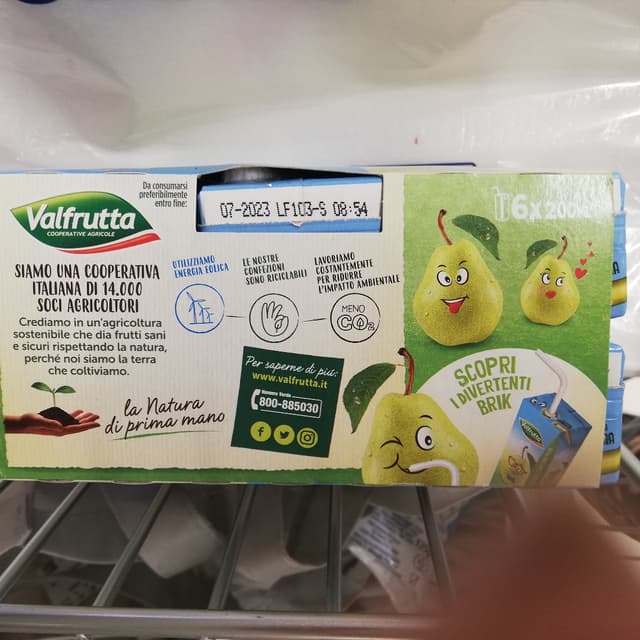 Da consumarsi
preferibilmente
entro fine:
07-2023 LF103-S 08:54
6x200ml
Valfrutta
COOPERATIVE AGRICOLE
SIAMO UNA COOPERATIVA
ITALIANA DI 14.000
SOCI AGRICOLTORI
Crediamo in un'agricoltura
sostenibile che dia frutti sani
e sicuri rispettando la natura,
perché noi siamo la terra
che coltiviamo.
la Natura
di prima mano
UTILIZZIAMO
ENERGIA EOLICA
LE NOSTRE
CONFEZIONI
SONO RICICLABILI
LAVORIAMO
COSTANTEMENTE
PER RIDURRE
L'IMPATTO AMBIENTALE
MENO
CO2
Per saperne di più:
www.valfrutta.it
Numero Verde
800-885030
SCOPRI
I DIVERTENTI
BRIK
Valfrutta